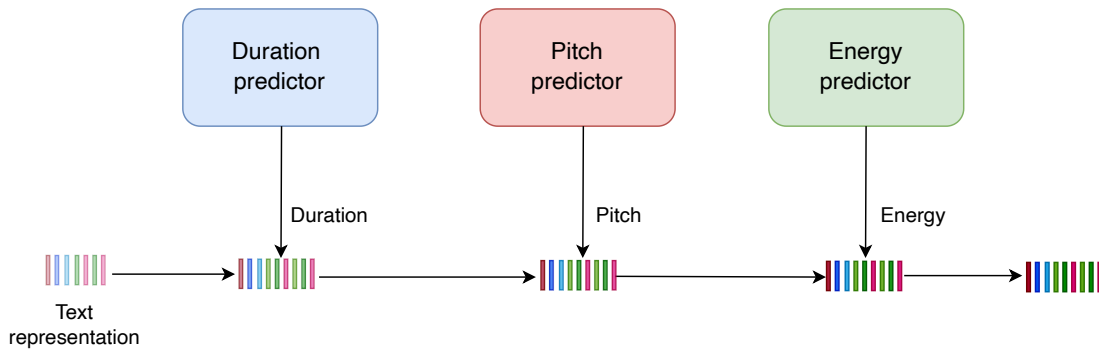 Duration
predictor
Pitch
predictor
Energy
predictor
Duration
Pitch
Energy
Text
representation